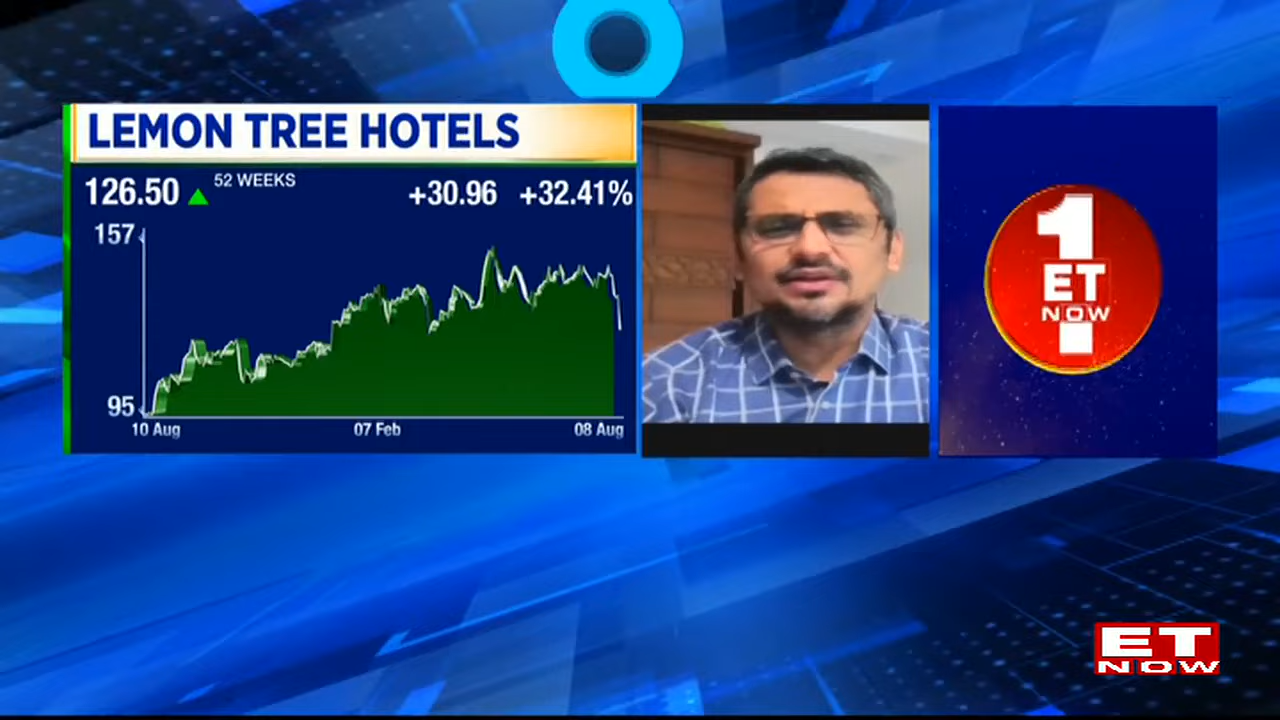 LEMON TREE HOTELS
126.50 ▲ 52 WEEKS +30.96 +32.41%
157
95
10 Aug 07 Feb 08 Aug
1
ET
NOW
ET
NOW